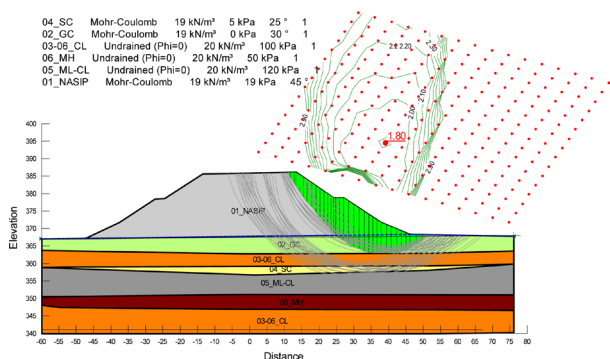 04_SC Mohr-Coulomb 19 kN/m³ 5 kPa 25 ° 1
02_GC Mohr-Coulomb 19 kN/m³ 0 kPa 30 ° 1
03-06_CL Undrained (Phi=0) 20 kN/m³ 100 kPa 1
06_MH Undrained (Phi=0) 20 kN/m³ 50 kPa 1
05_ML-CL Undrained (Phi=0) 20 kN/m³ 120 kPa 1
01_NASIP Mohr-Coulomb 19 kN/m³ 19 kPa 45 °
2.20
2.30
2.10
2.00
2.30
1.80
Elevation
400
395
390
385
380
375
370
365
360
355
350
345
340
01_NASIP
02_GC
03-06_CL
04_SC
05_ML-CL
06_MH
03-06_CL
-60 -55 -50 -45 -40 -35 -30 -25 -20 -15 -10 -5 0 5 10 15 20 25 30 35 40 45 50 55 60 65 70 75 80
Distance